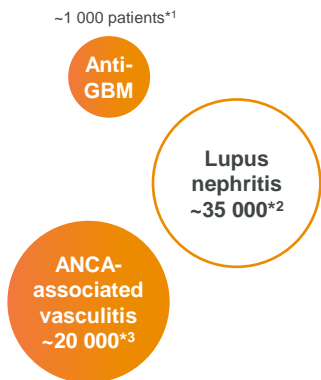 ~1 000 patients*1
Anti-
GBM
Lupus
nephritis
~35 000*2
ANCA-
associated
vasculitis
~20 000*3